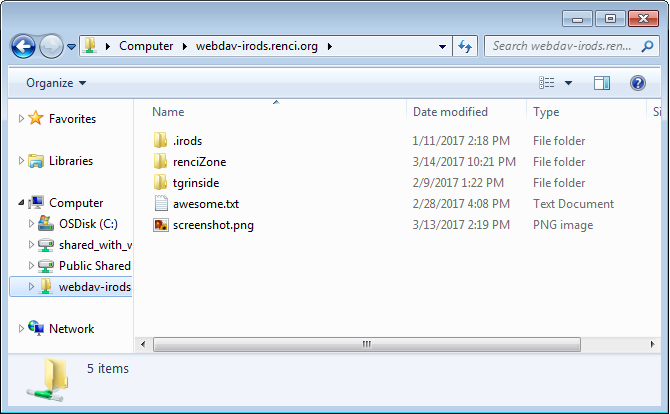 Computer ▸ webdav-irods.renci.org ▸
Search webdav-irods.ren...
Organize
Name Date modified Type Si
Favorites
Libraries
Computer
OSDisk (C:)
shared_with_v
Public Shared
webdav-irods
Network
.irods 1/11/2017 2:18 PM File folder
renciZone 3/14/2017 10:21 PM File folder
tgrinside 2/9/2017 1:22 PM File folder
awesome.txt 2/28/2017 4:08 PM Text Document
screenshot.png 3/13/2017 2:19 PM PNG image
5 items